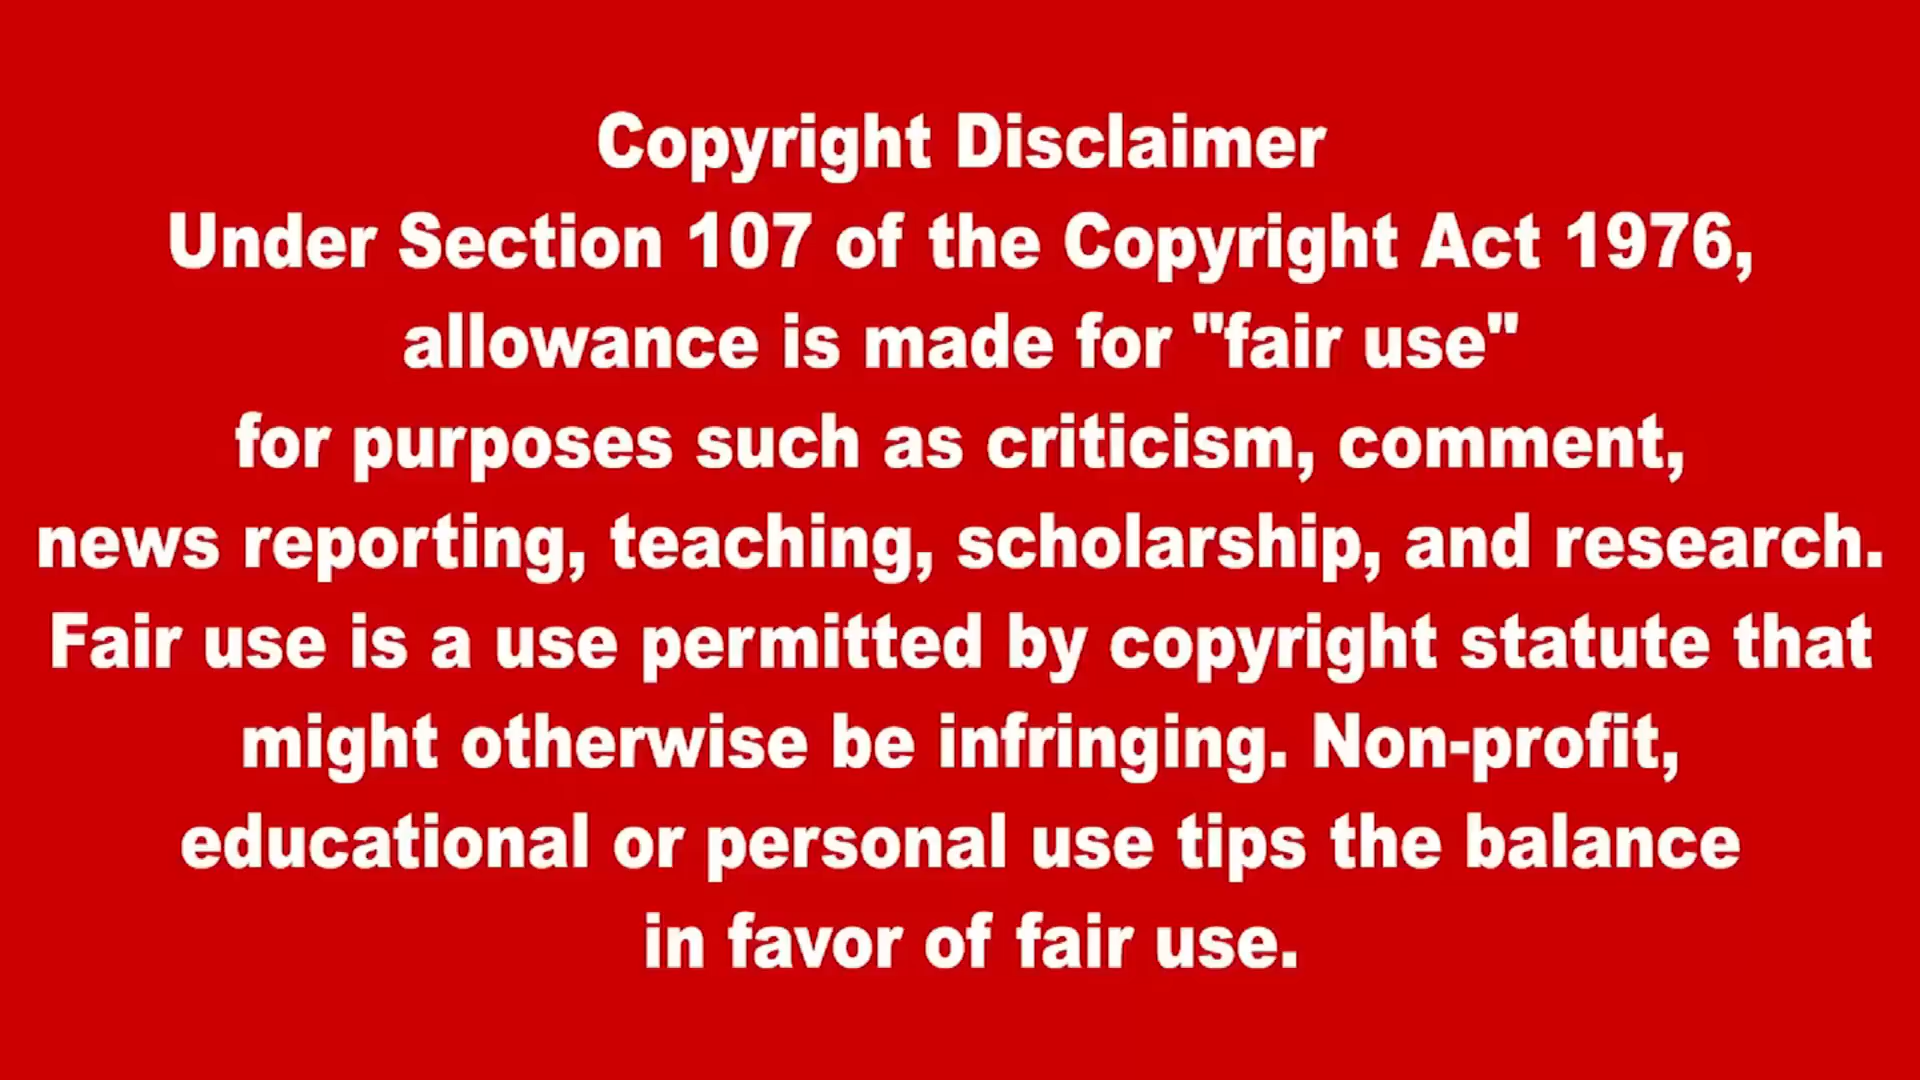 Copyright Disclaimer
Under Section 107 of the Copyright Act 1976,
allowance is made for "fair use"
for purposes such as criticism, comment,
news reporting, teaching, scholarship, and research.
Fair use is a use permitted by copyright statute that
might otherwise be infringing. Non-profit,
educational or personal use tips the balance
in favor of fair use.